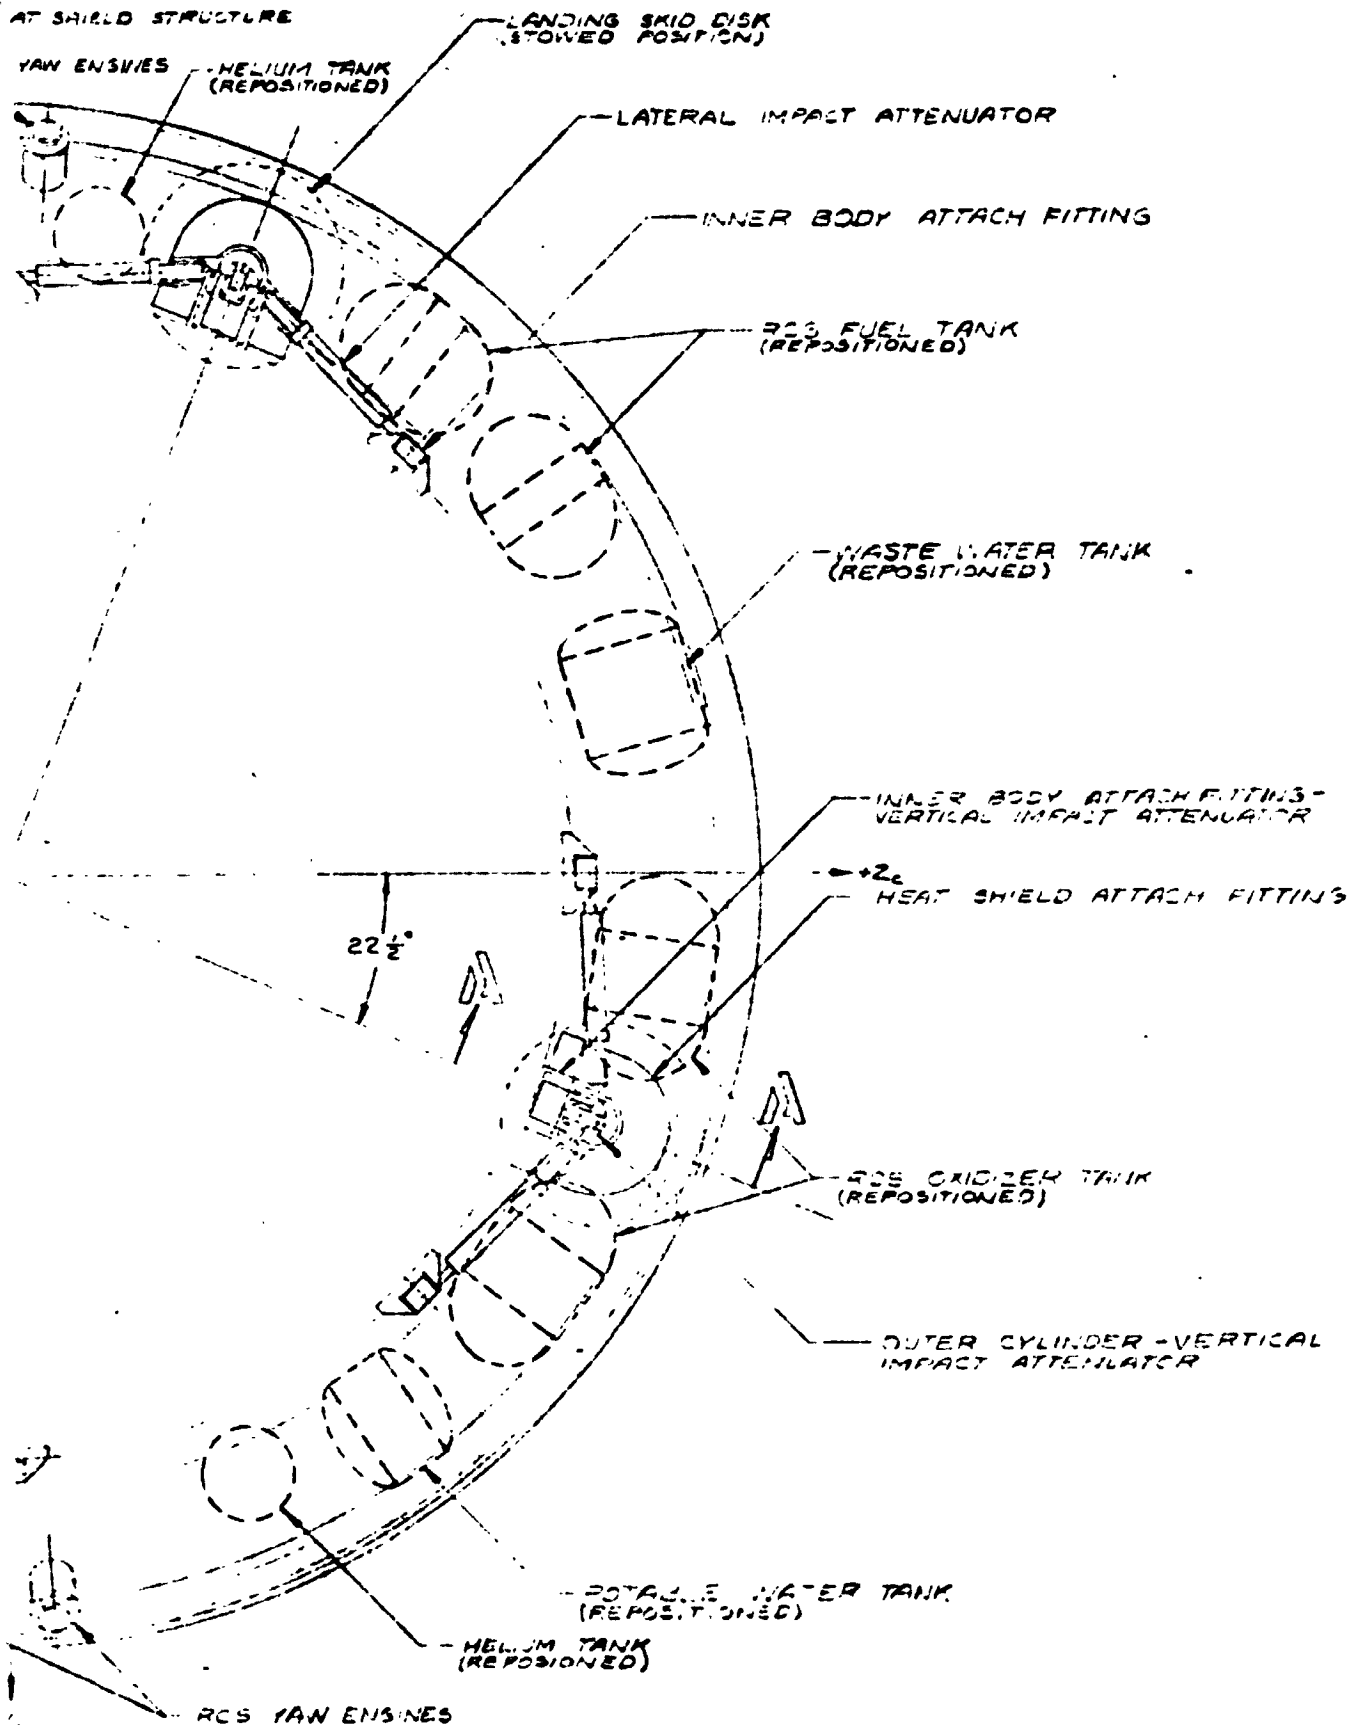 AT SHIELD STRUCTURE
LANDING SKID DISK
(STOWED POSITION)
YAW ENGINES
HELIUM TANK
(REPOSITIONED)
LATERAL IMPACT ATTENUATOR
INNER BODY ATTACH FITTING
RCS FUEL TANK
(REPOSITIONED)
WASTE WATER TANK
(REPOSITIONED)
INNER BODY ATTACH FITTING-
VERTICAL IMPACT ATTENUATOR
+Zc
HEAT SHIELD ATTACH FITTING
22 ½°
A
A
RCS OXIDIZER TANK
(REPOSITIONED)
OUTER CYLINDER - VERTICAL
IMPACT ATTENUATOR
POTABLE WATER TANK
(REPOSITIONED)
HELIUM TANK
(REPOSIONED)
RCS YAW ENGINES